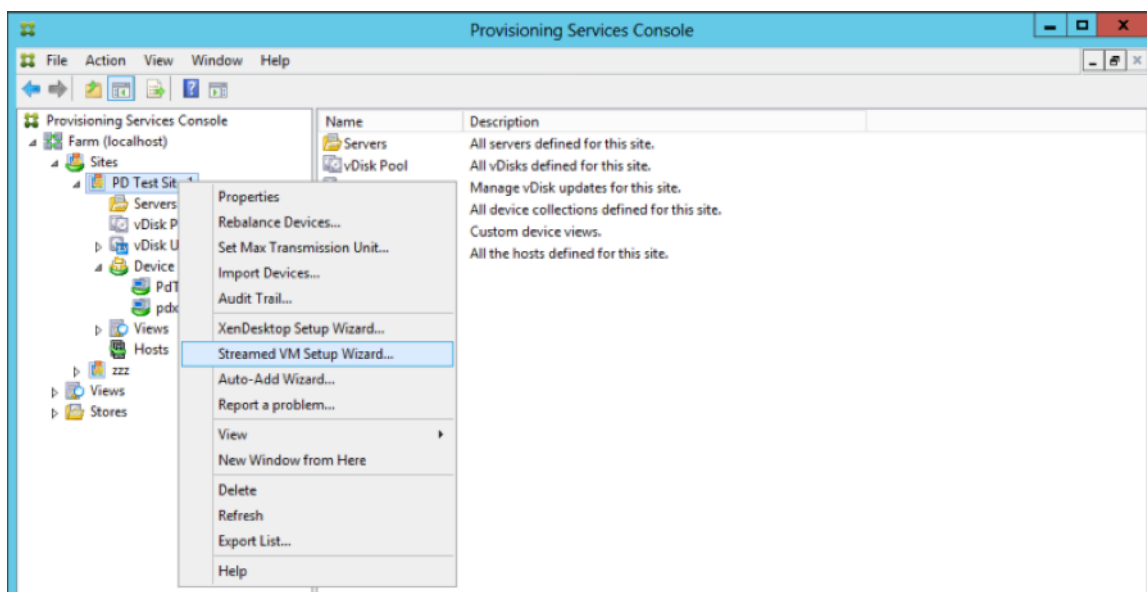 Provisioning Services Console
File Action View Window Help
Provisioning Services Console
Farm (localhost)
Sites
PD Test Sit
Servers
vDisk P
vDisk U
Device
PdT
pdx
Views
Hosts
zzz
Views
Stores
Name Description
Servers All servers defined for this site.
vDisk Pool All vDisks defined for this site.
Manage vDisk updates for this site.
All device collections defined for this site.
Custom device views.
All the hosts defined for this site.
Properties
Rebalance Devices...
Set Max Transmission Unit...
Import Devices...
Audit Trail...
XenDesktop Setup Wizard...
Streamed VM Setup Wizard...
Auto-Add Wizard...
Report a problem...
View
New Window from Here
Delete
Refresh
Export List...
Help